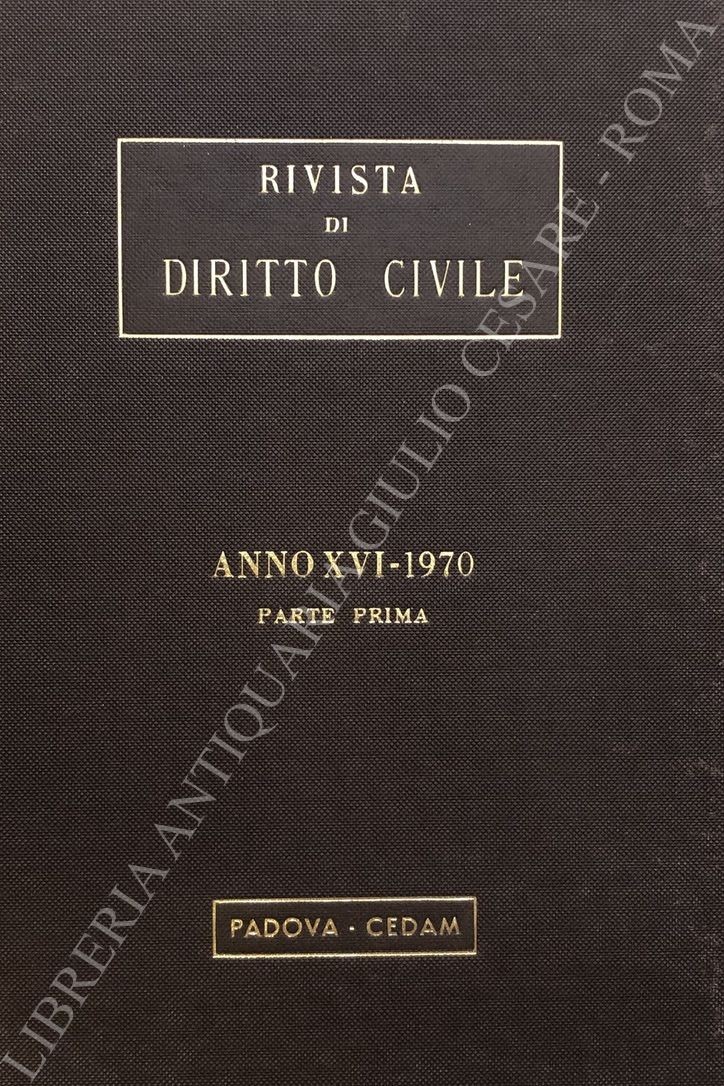 RIVISTA
DI
DIRITTO CIVILE
ANNO XVI-1970
PARTE PRIMA
PADOVA · CEDAM
LIBRERIA ANTIQUARIA GIULIO CESARE - ROMA